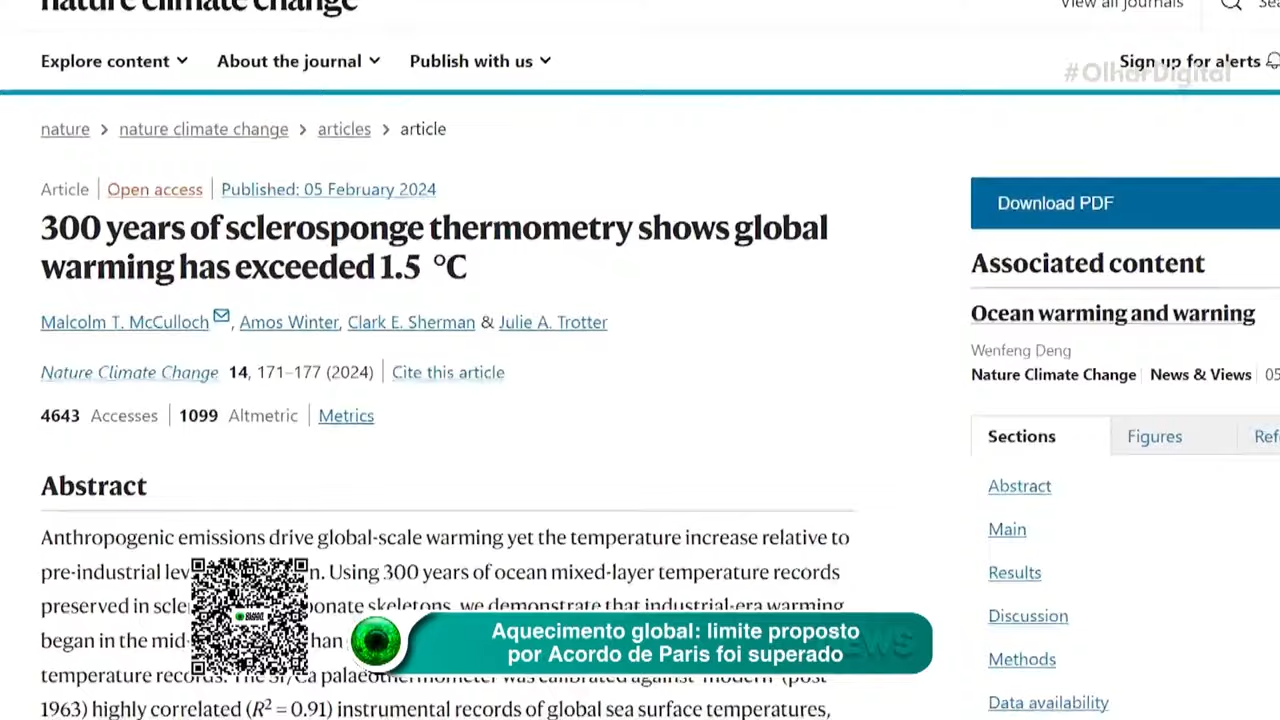 nature climate change
View all journals
Explore content
About the journal
Publish with us
Sign up for alerts
#OlharDigital
nature > nature climate change > articles > article
Article | Open access | Published: 05 February 2024
300 years of sclerosponge thermometry shows global
warming has exceeded 1.5 °C
Malcolm T. McCulloch, Amos Winter, Clark E. Sherman & Julie A. Trotter
Nature Climate Change 14, 171–177 (2024) | Cite this article
4643 Accesses | 1099 Altmetric | Metrics
Abstract
Anthropogenic emissions drive global-scale warming yet the temperature increase relative to
pre-industrial Using 300 years of ocean mixed-layer temperature records
preserved in skeletons, we demonstrate that industrial-era warming
began in the
temperature records. The Sr/Ca palaeothermometer was calibrated against 'modern' (post-
1963) highly correlated (R² = 0.91) instrumental records of global sea surface temperatures,
Download PDF
Associated content
Ocean warming and warning
Wenfeng Deng
Nature Climate Change News & Views 05
Sections
Figures
Abstract
Main
Results
Discussion
Methods
Data availability
Aquecimento global: limite proposto
por Acordo de Paris foi superado
NEWS